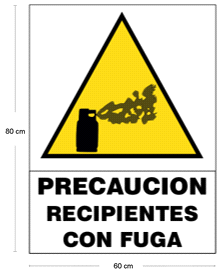 80 cm
PRECAUCION
RECIPIENTES
CON FUGA
60 cm